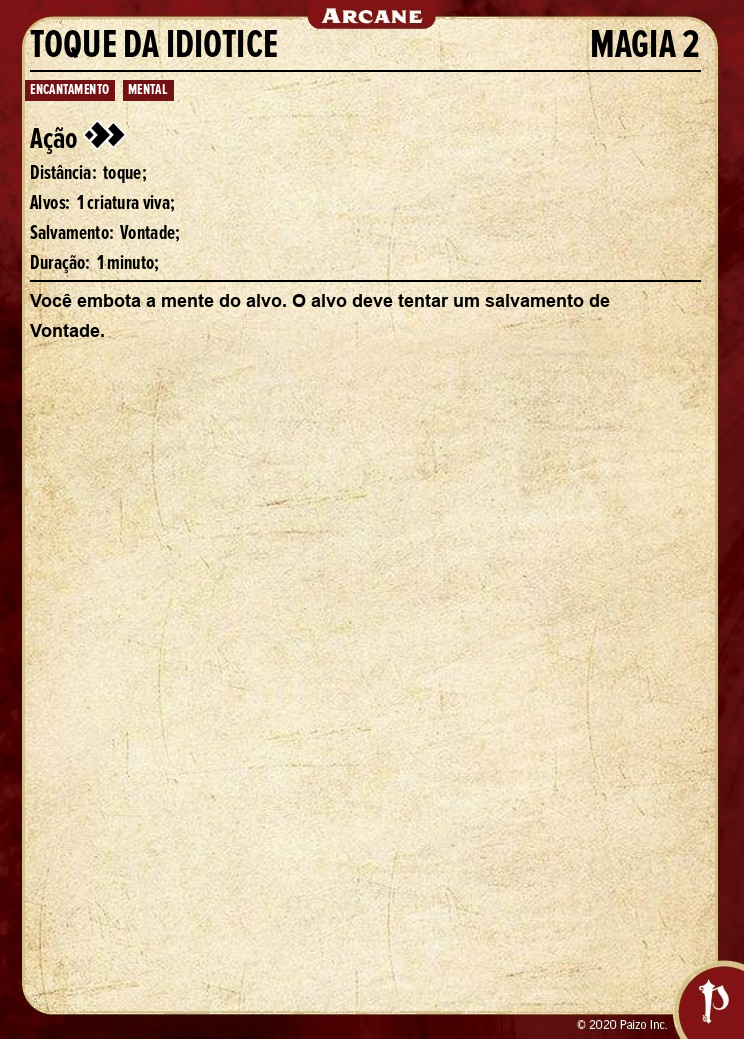 ARCANE
TOQUE DA IDIOTICE MAGIA 2
ENCANTAMENTO MENTAL
Ação
Distância: toque;
Alvos: 1 criatura viva;
Salvamento: Vontade;
Duração: 1 minuto;
Você embota a mente do alvo. O alvo deve tentar um salvamento de
Vontade.
© 2020 Paizo Inc.